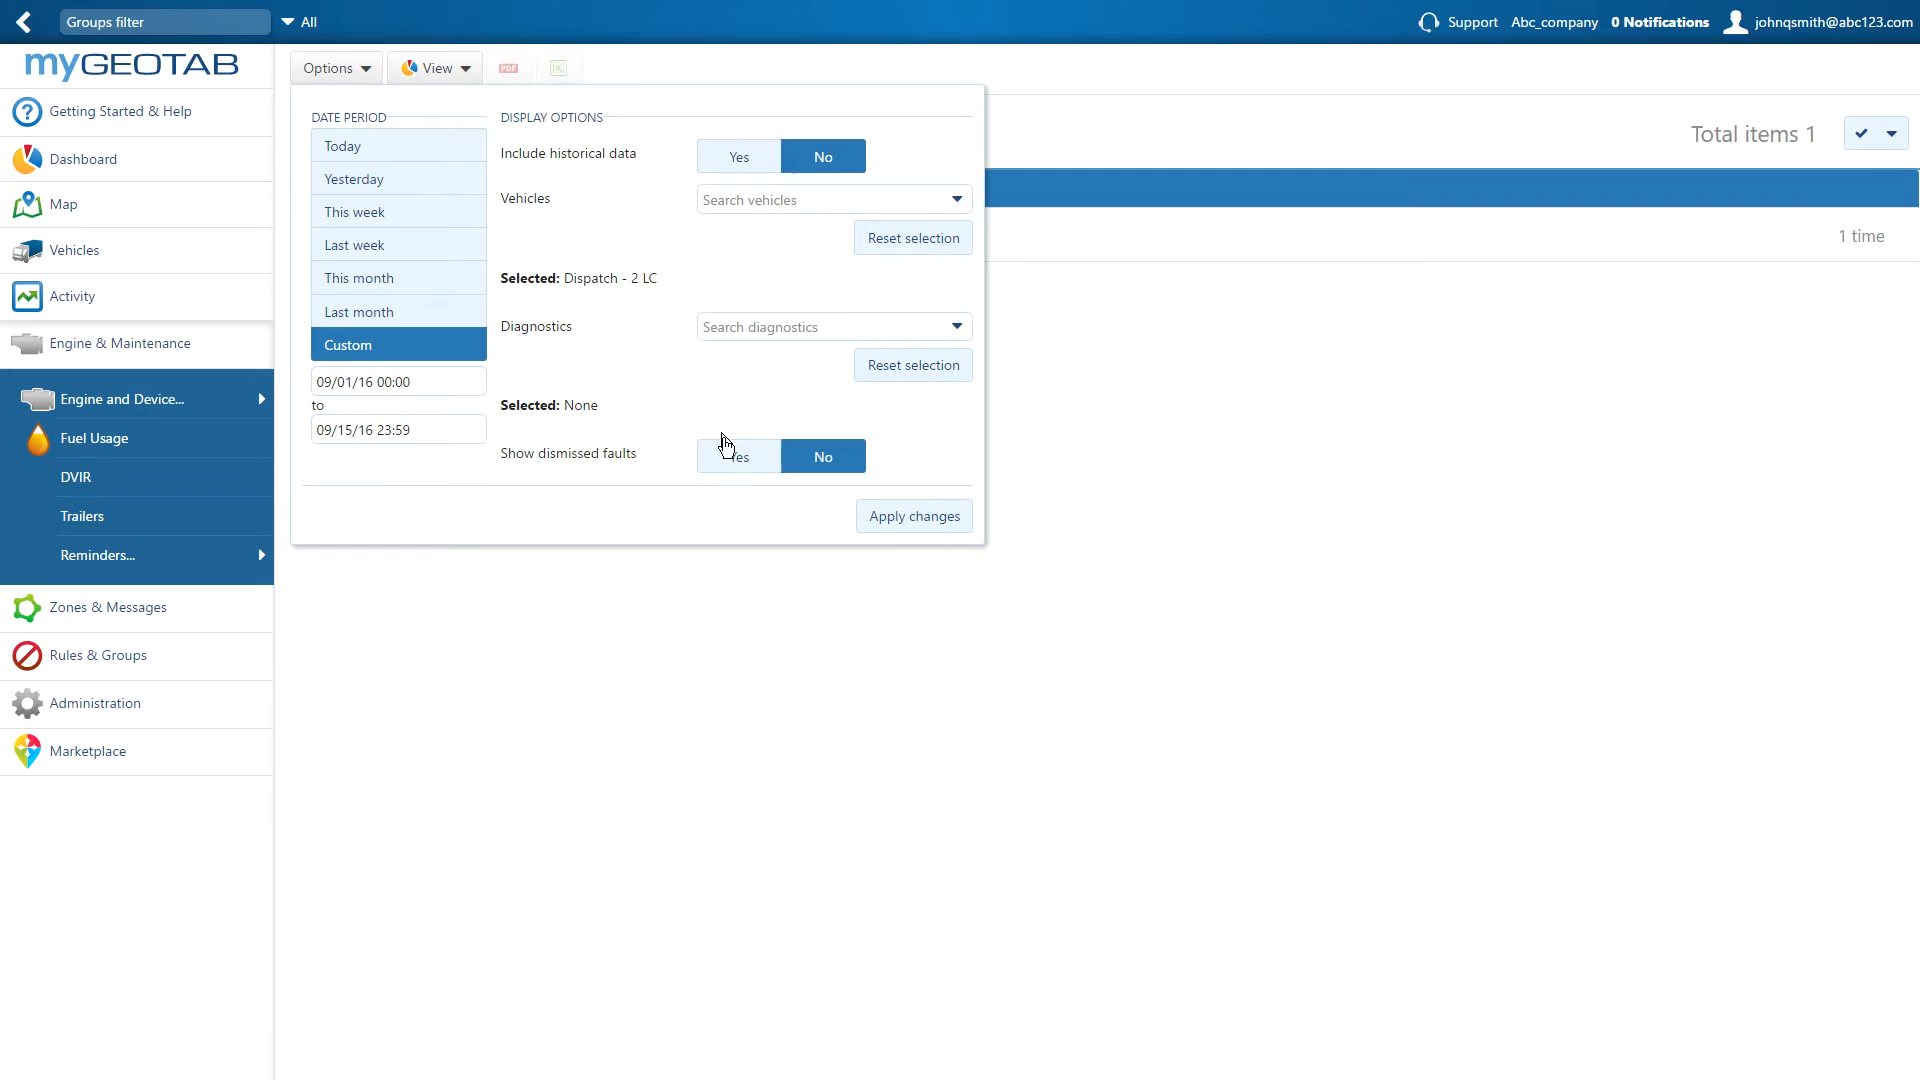 Groups filter
All
Support
Abc_company
0 Notifications
johnqsmith@abc123.com
myGEOTAB
Getting Started & Help
Dashboard
Map
Vehicles
Activity
Engine & Maintenance
Engine and Device...
Fuel Usage
DVIR
Trailers
Reminders...
Zones & Messages
Rules & Groups
Administration
Marketplace
Options
View
PDF
X
DATE PERIOD
Today
Yesterday
This week
Last week
This month
Last month
Custom
09/01/16 00:00
to
09/15/16 23:59
DISPLAY OPTIONS
Include historical data
Yes
No
Vehicles
Search vehicles
Reset selection
Selected: Dispatch - 2 LC
Diagnostics
Search diagnostics
Reset selection
Selected: None
Show dismissed faults
Yes
No
Apply changes
Total items 1
1 time